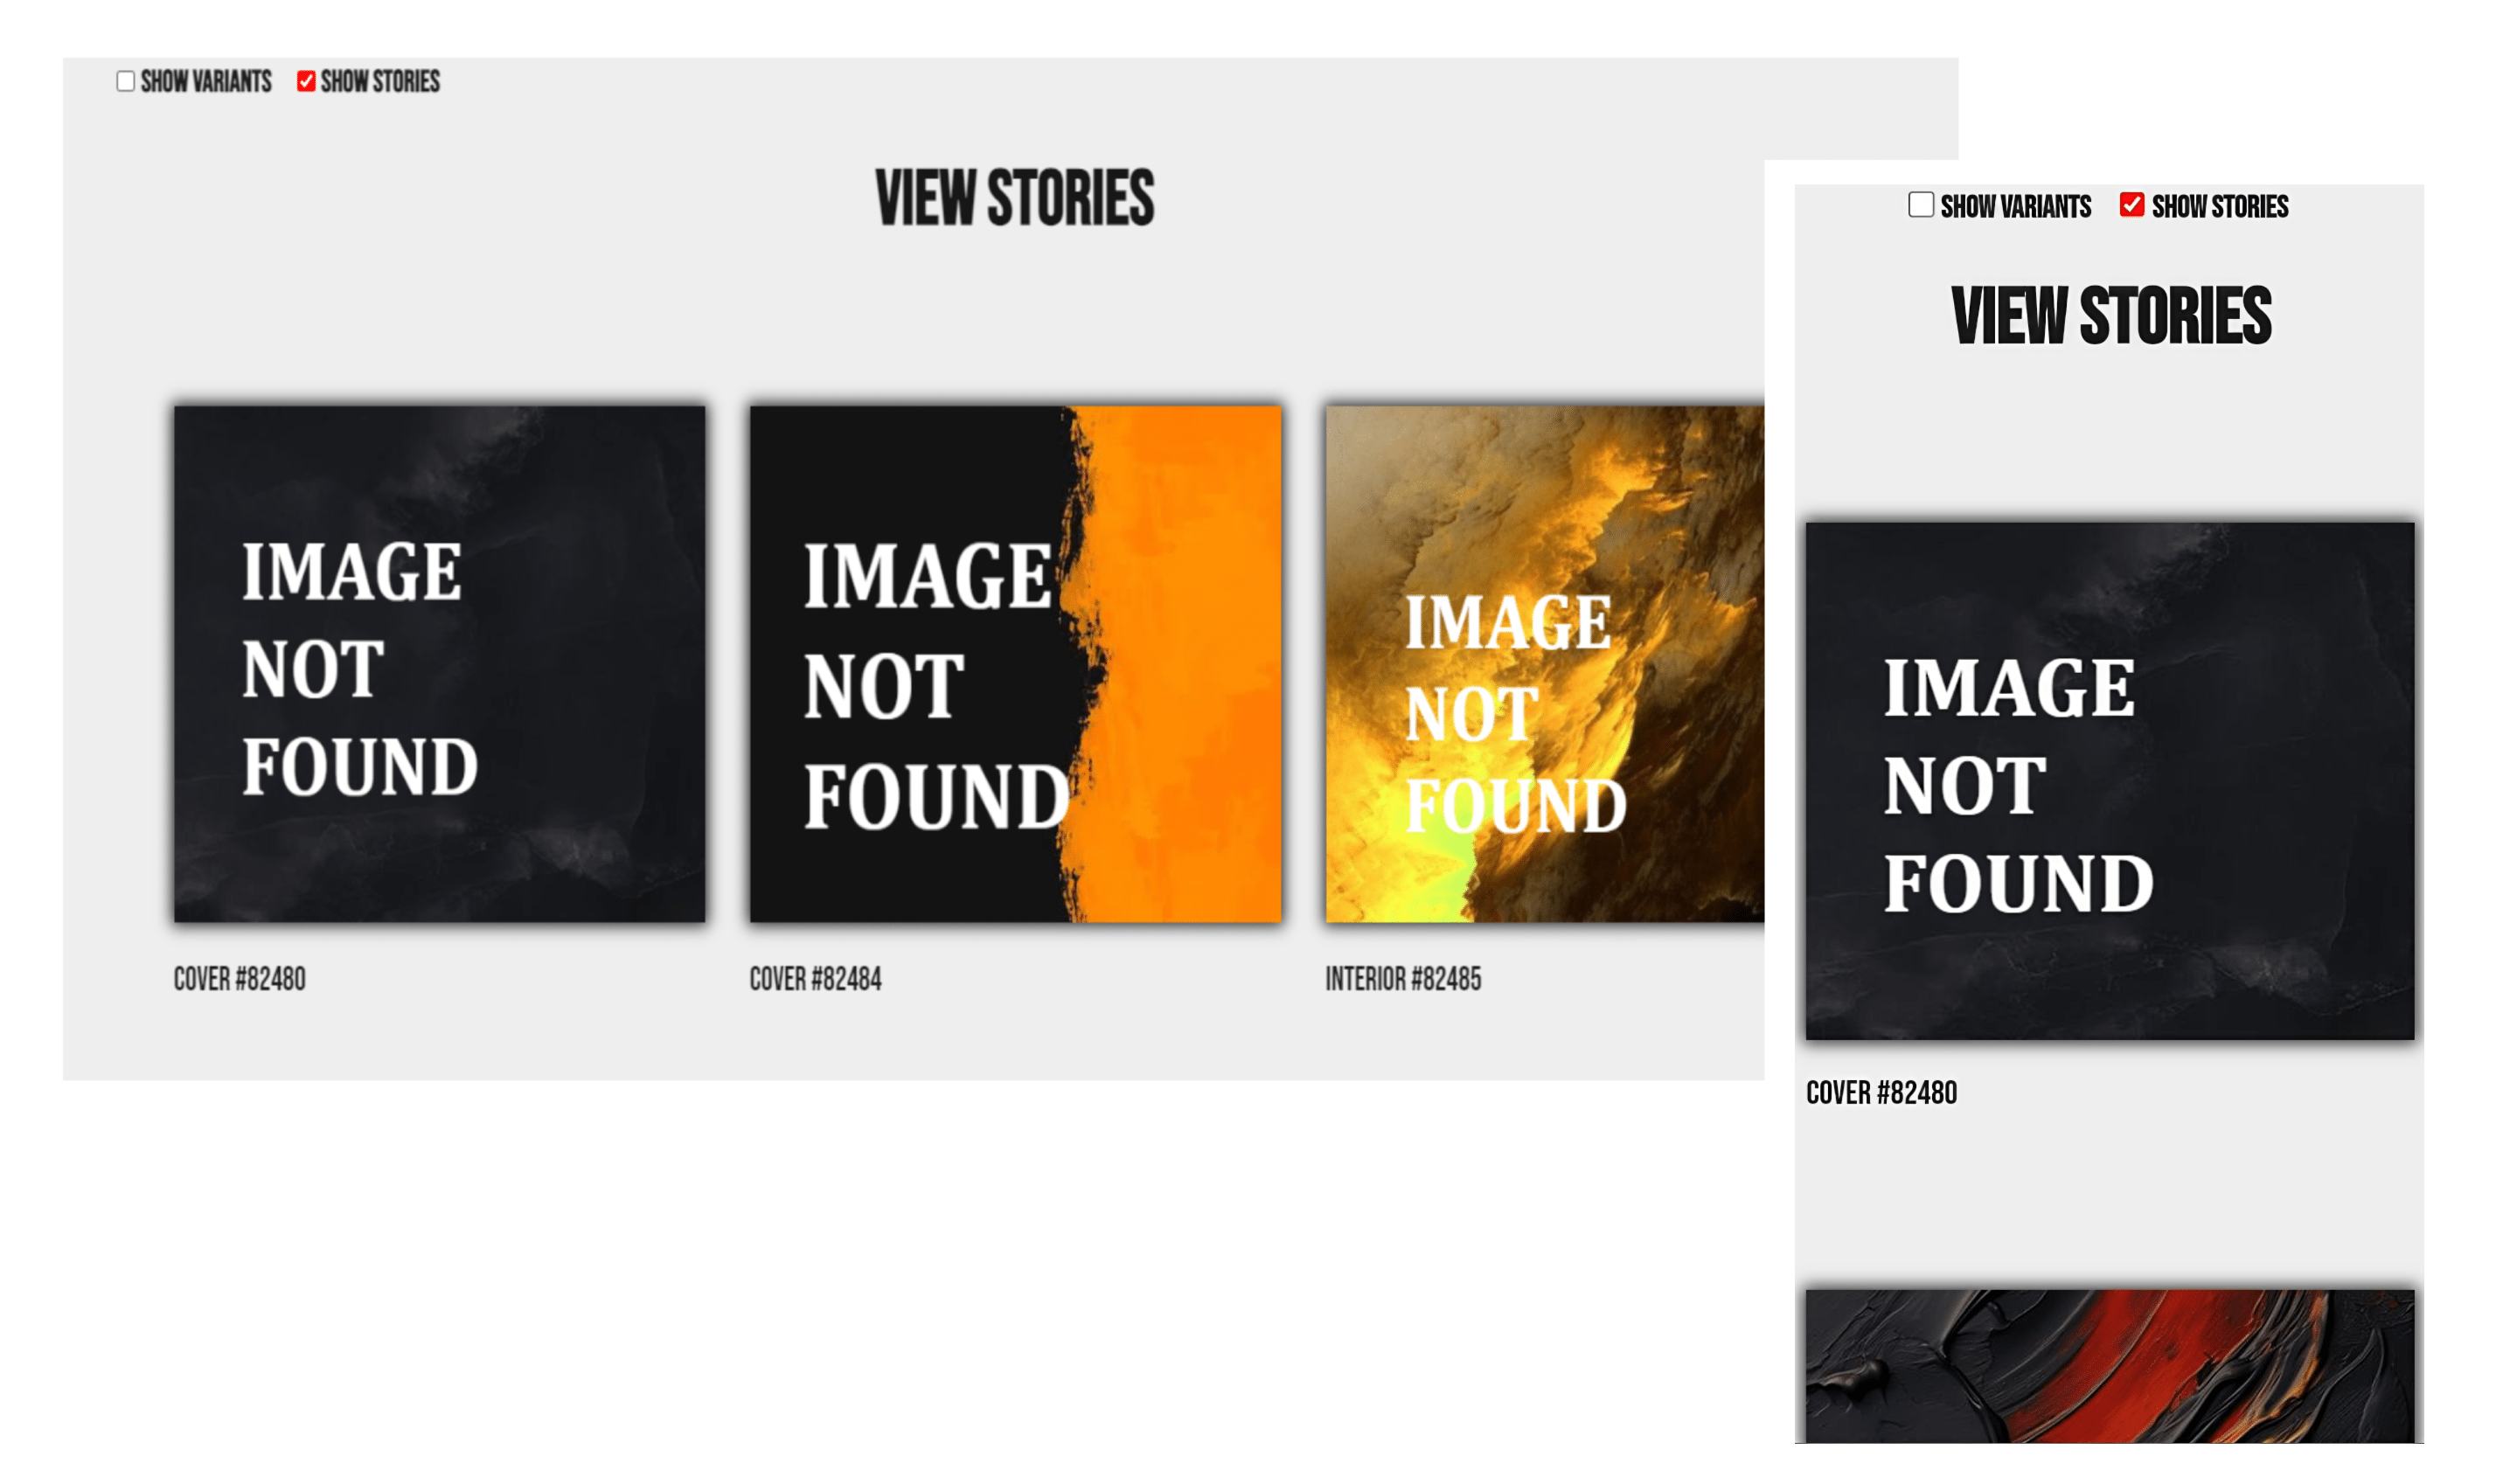 SHOW VARIANTS SHOW STORIES
VIEW STORIES
IMAGE
NOT
FOUND
COVER #82480
IMAGE
NOT
FOUND
COVER #82484
IMAGE
NOT
FOUND
INTERIOR #82485
SHOW VARIANTS SHOW STORIES
VIEW STORIES
IMAGE
NOT
FOUND
COVER #82480